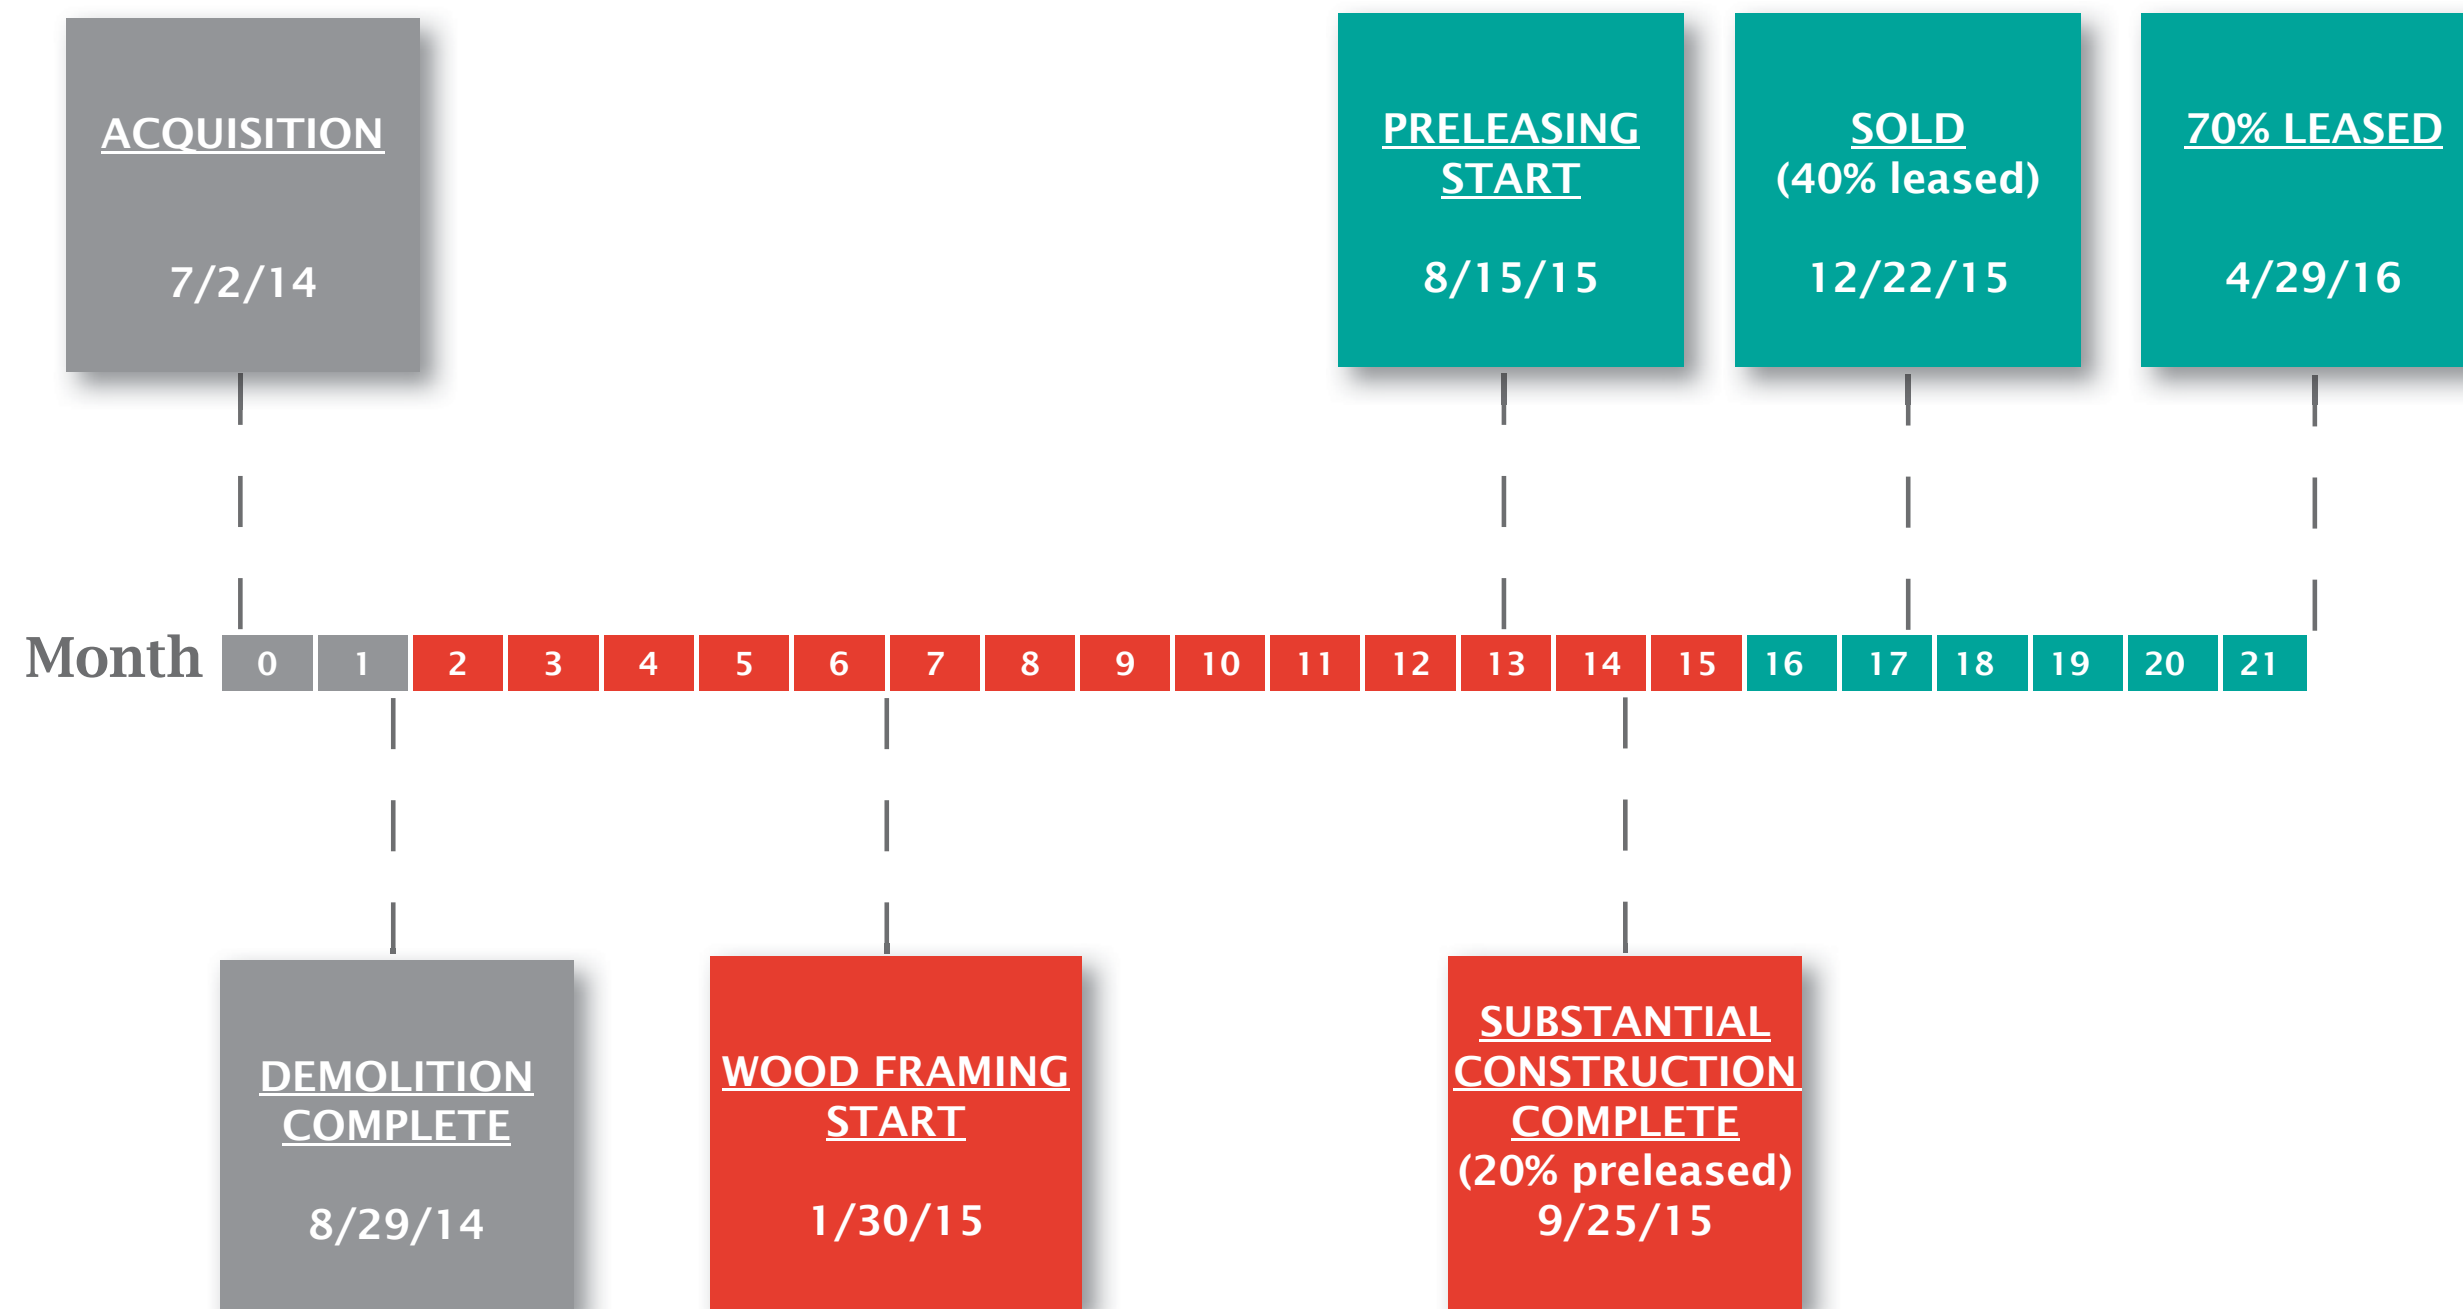 ACQUISITION
7/2/14
PRELEASING
START
8/15/15
SOLD
(40% leased)
12/22/15
70% LEASED
4/29/16
Month 0 1 2 3 4 5 6 7 8 9 10 11 12 13 14 15 16 17 18 19 20 21
DEMOLITION
COMPLETE
8/29/14
WOOD FRAMING
START
1/30/15
SUBSTANTIAL
CONSTRUCTION
COMPLETE
(20% preleased)
9/25/15